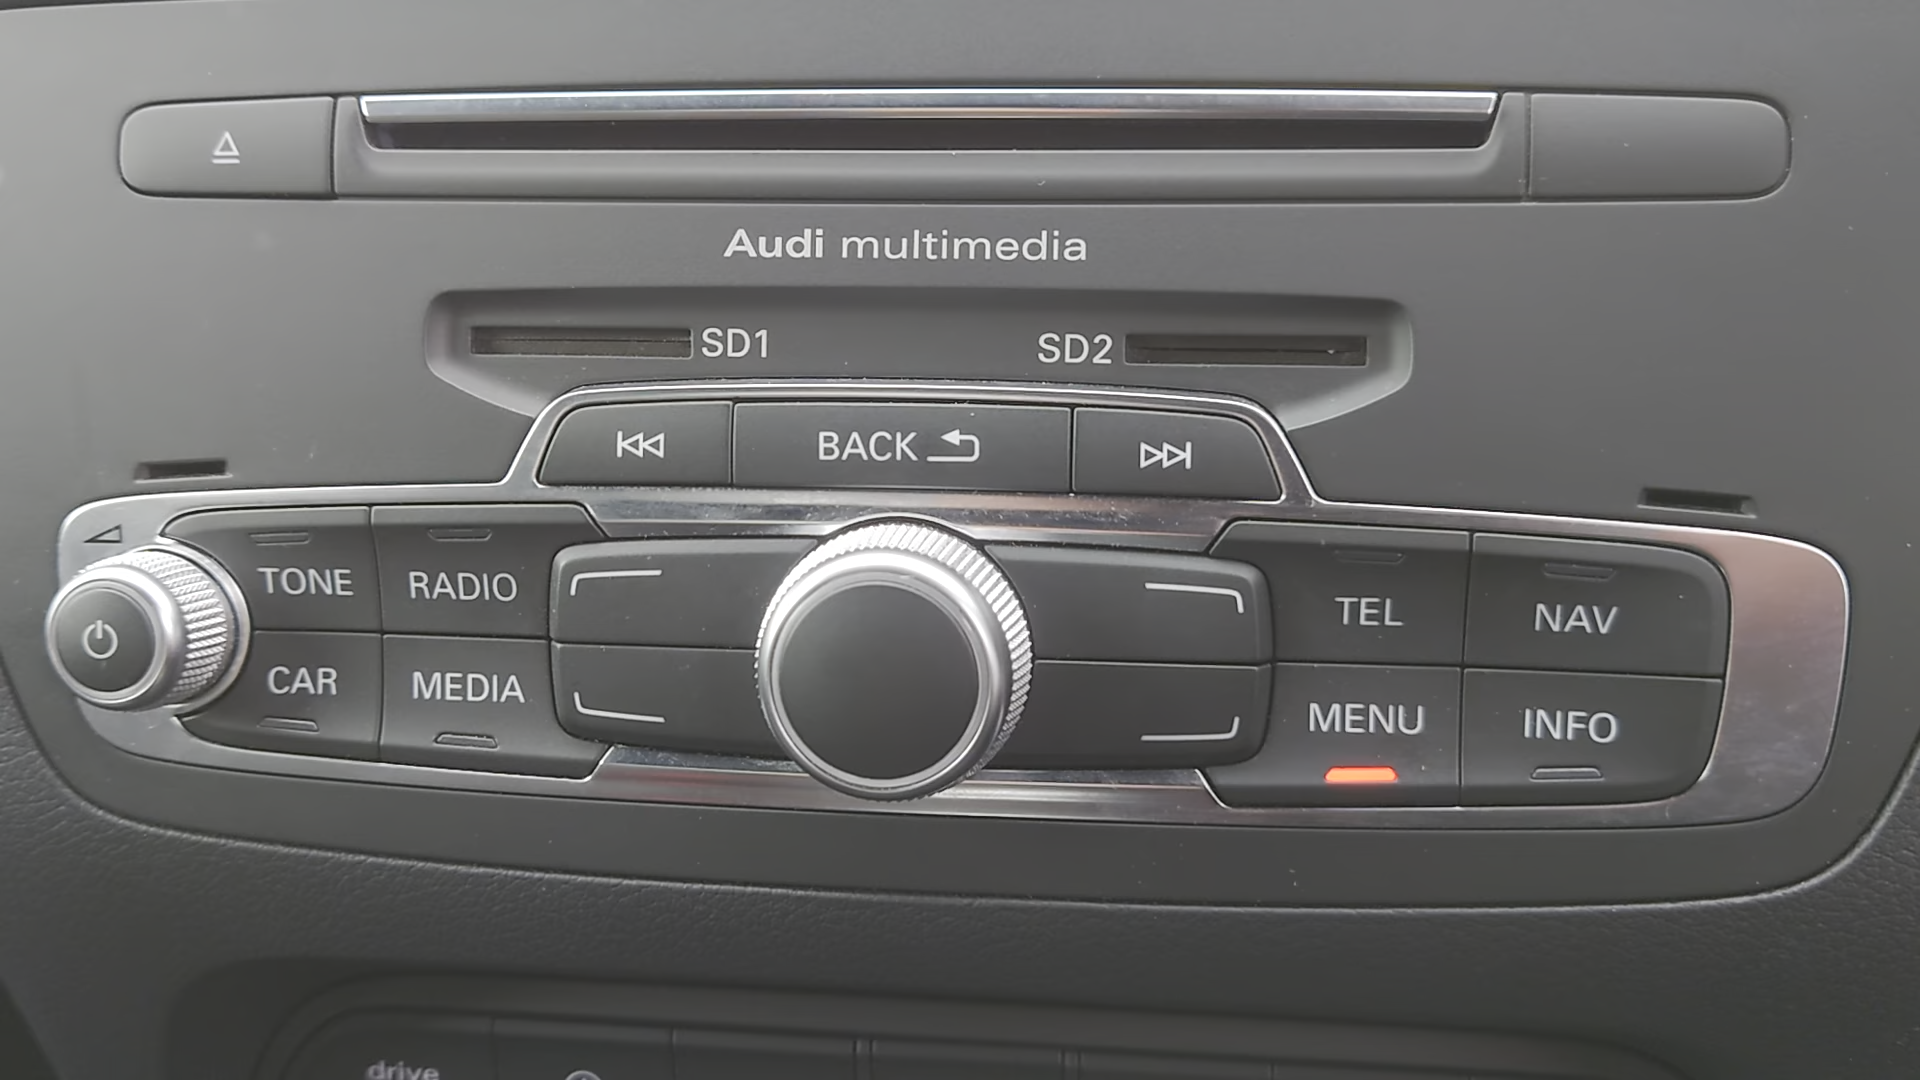 Audi multimedia
SD1 SD2
BACK
TONE RADIO TEL NAV
CAR MEDIA MENU INFO
drive